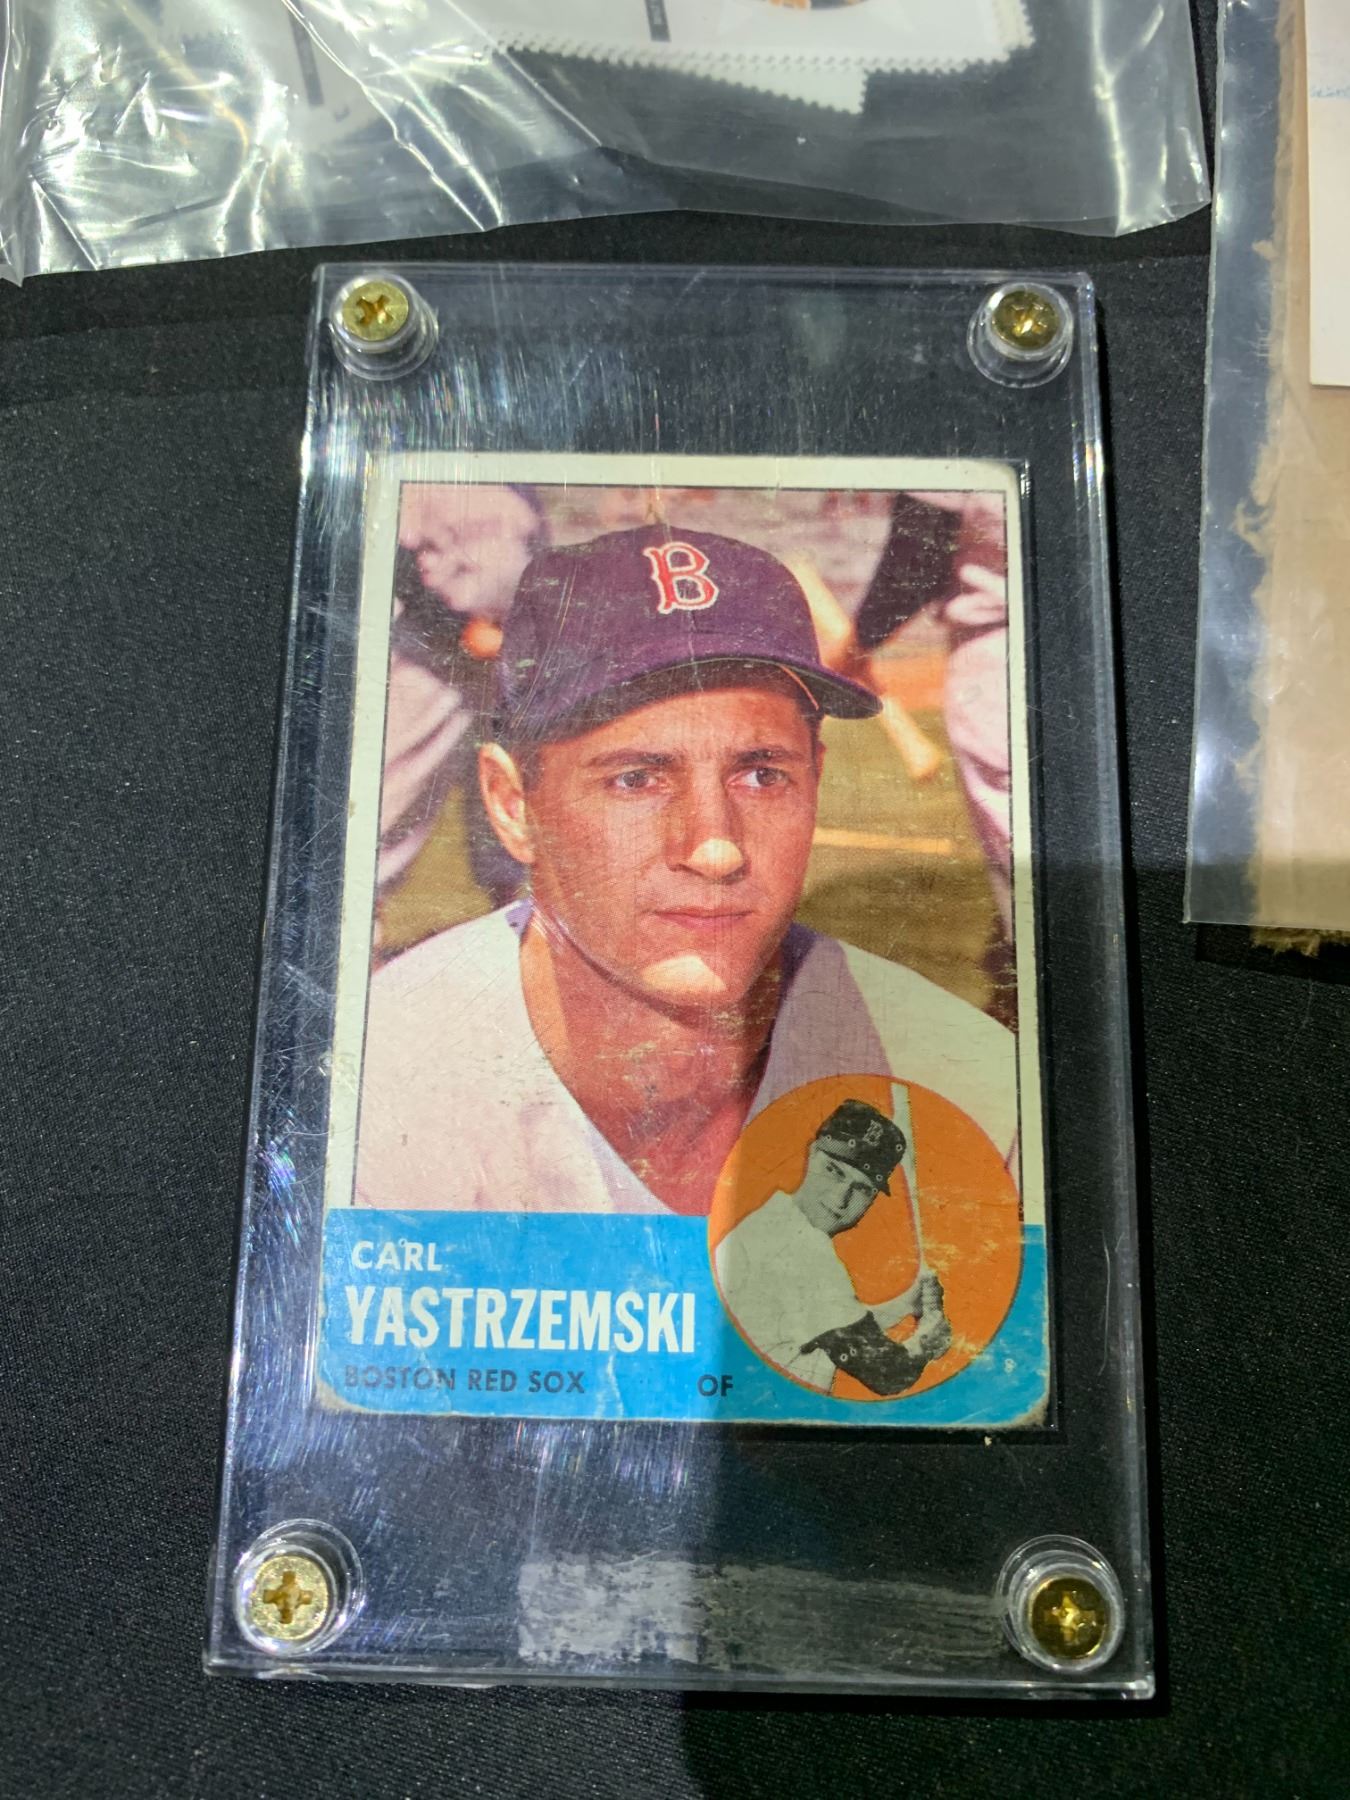 B
CARL
YASTRZEMSKI
BOSTON RED SOX OF
B